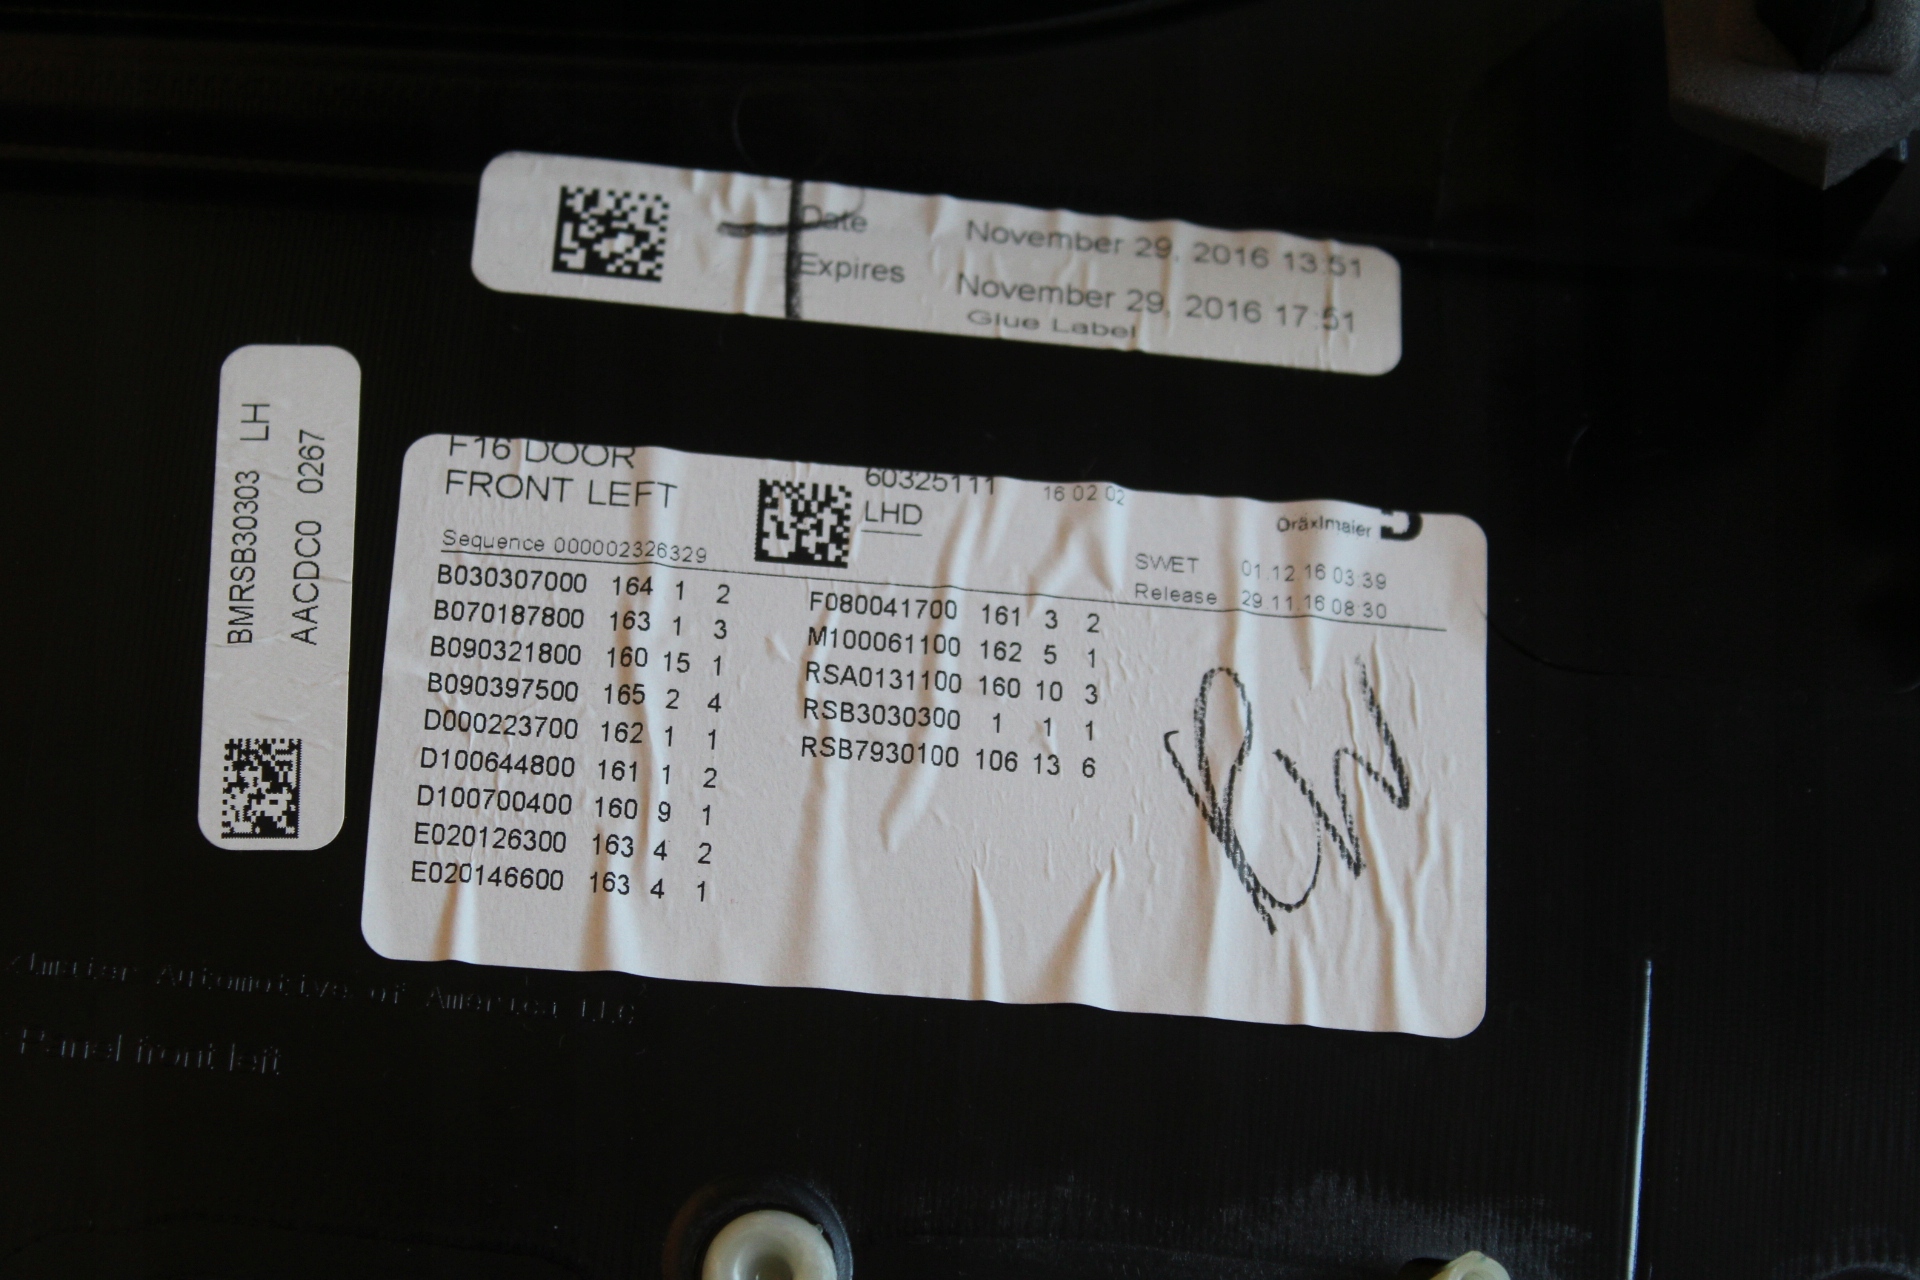 Date November 29, 2016 13:51
Expires November 29, 2016 17:51
Glue Label
BMRSB30303 LH
AACDC0 0267
F16 DOOR
FRONT LEFT
60325111 16 02 02
LHD
Dräxlmaier
Sequence 000002326329
SWET 01.12.16 03:39
Release 29.11.16 08:30
B030307000 164 1 2
B070187800 163 1 3
B090321800 160 15 1
B090397500 165 2 4
D000223700 162 1 1
D100644800 161 1 2
D100700400 160 9 1
E020126300 163 4 2
E020146600 163 4 1
F080041700 161 3 2
M100061100 162 5 1
RSA0131100 160 10 3
RSB3030300 1 1 1
RSB7930100 106 13 6
Automotive of America LLC
Panel front left